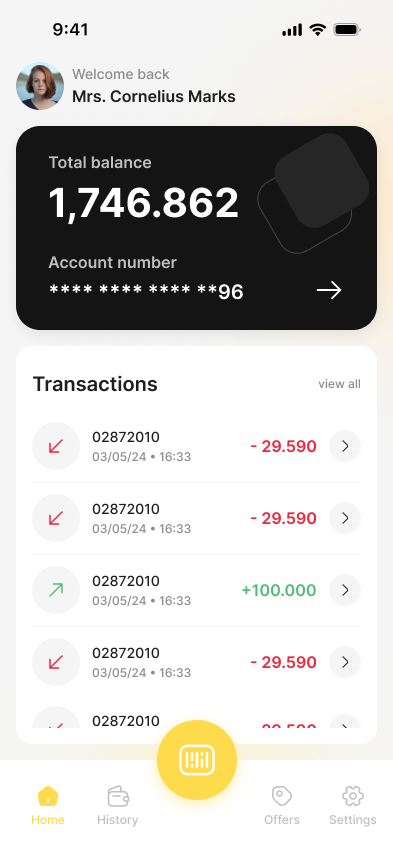 9:41
Welcome back
Mrs. Cornelius Marks
Total balance
1,746.862
Account number
**** **** **** **96
Transactions
view all
02872010
- 29.590
03/05/24 • 16:33
02872010
- 29.590
03/05/24 • 16:33
02872010
+100.000
03/05/24 • 16:33
02872010
- 29.590
03/05/24 • 16:33
02872010
- 29.590
Home
History
Offers
Settings